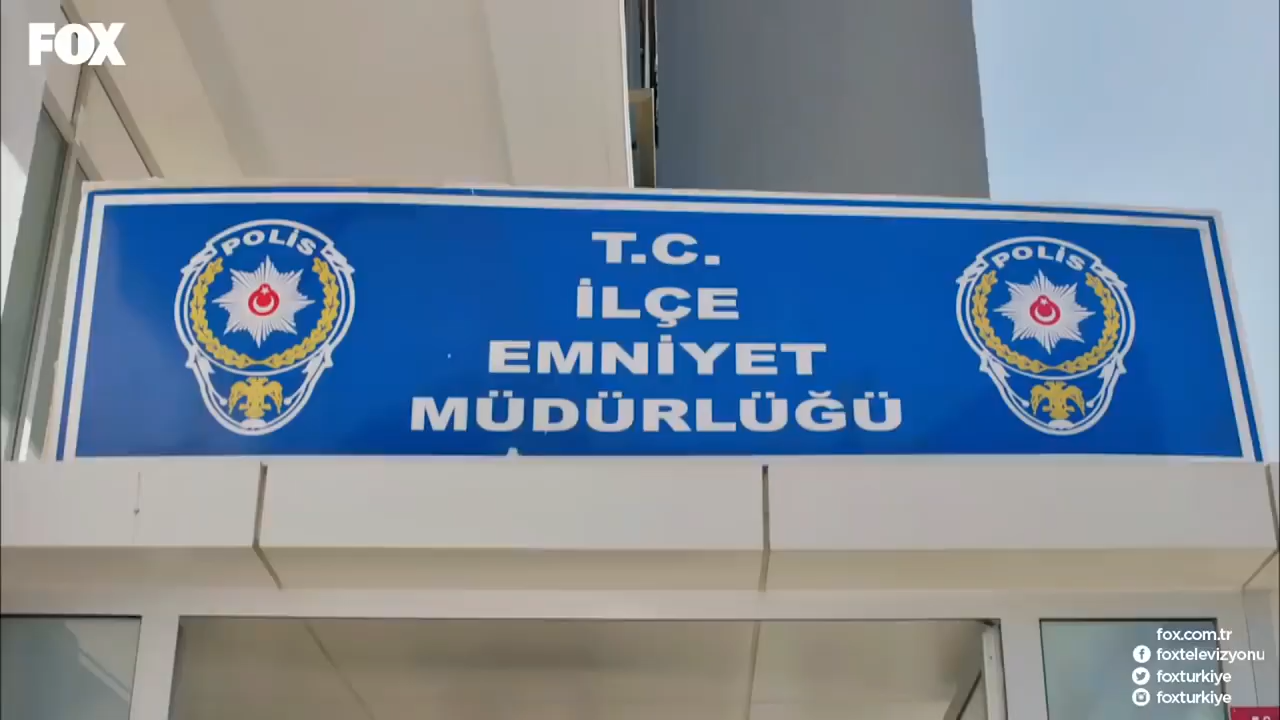 FOX
POLİS
T.C.
İLÇE
EMNİYET
MÜDÜRLÜĞÜ
POLİS
fox.com.tr
foxtelevizyonu
foxturkiye
foxturkiye